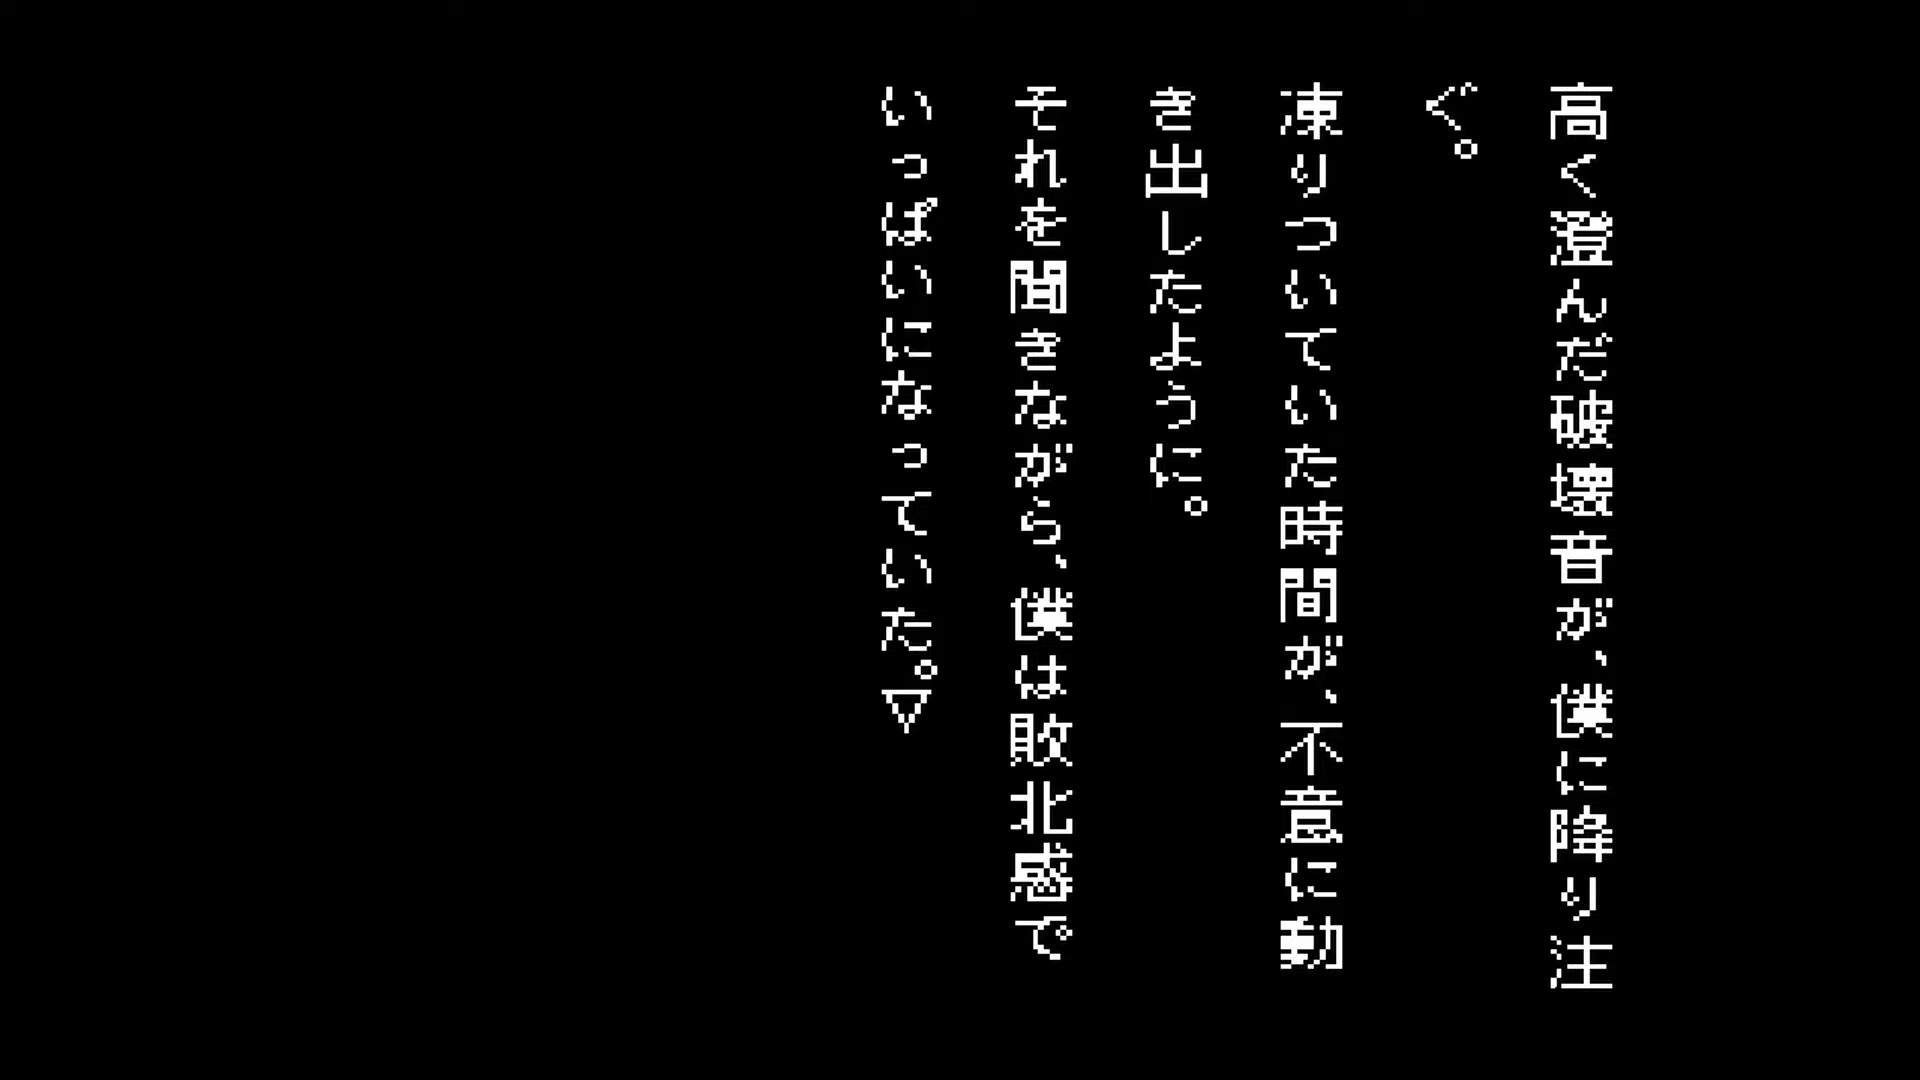 高く澄んだ破壊音が、僕に降り注
ぐ。
凍りついていた時間が、不意に動
き出したように。
それを聞きながら、僕は敗北感で
いっぱいになっていた。▽